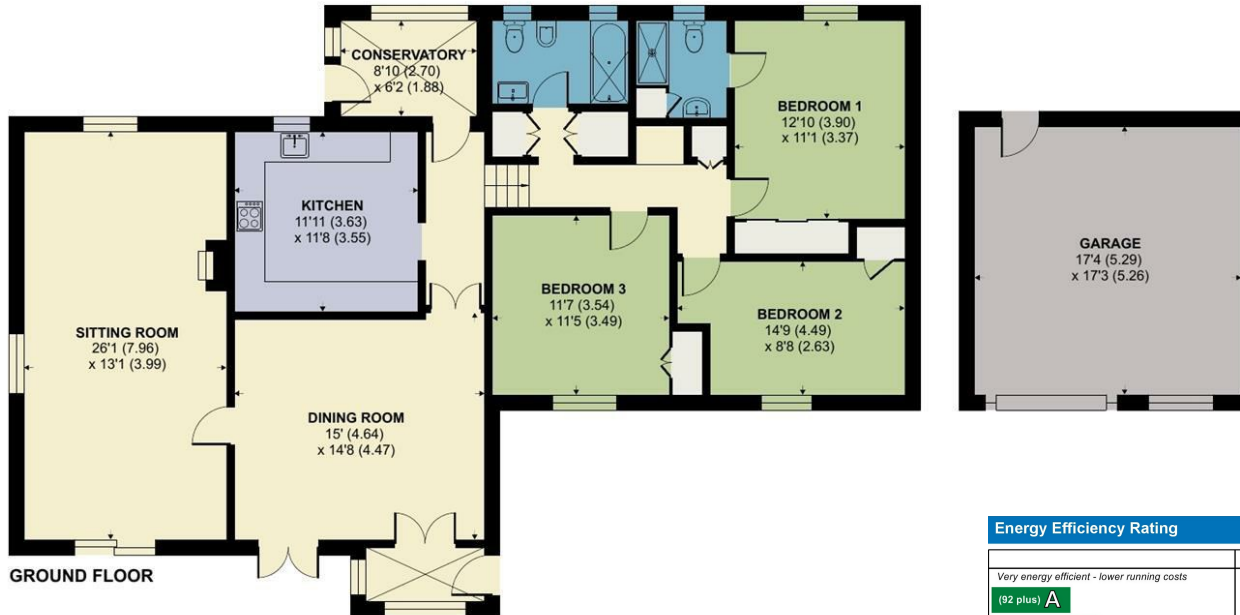 CONSERVATORY
8'10 (2.70)
x 6'2 (1.88)
BEDROOM 1
12'10 (3.90)
x 11'1 (3.37)
KITCHEN
11'11 (3.63)
x 11'8 (3.55)
GARAGE
17'4 (5.29)
x 17'3 (5.26)
BEDROOM 3
11'7 (3.54)
x 11'5 (3.49)
BEDROOM 2
14'9 (4.49)
x 8'8 (2.63)
SITTING ROOM
26'1 (7.96)
x 13'1 (3.99)
DINING ROOM
15' (4.64)
x 14'8 (4.47)
GROUND FLOOR
Energy Efficiency Rating
Very energy efficient - lower running costs
(92 plus) A